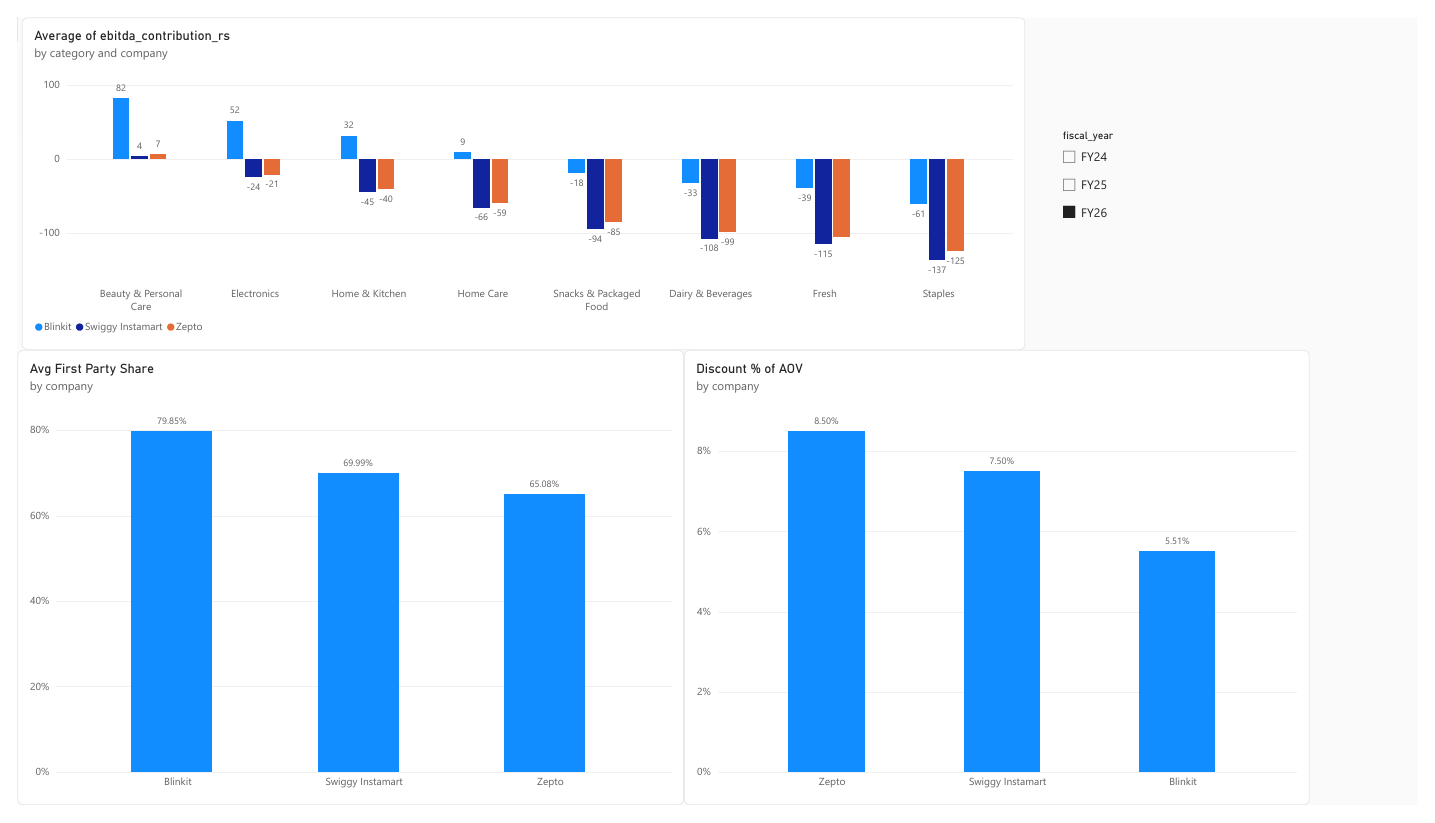 Average of ebitda_contribution_rs
by category and company
100
0
-100
82
4
7
52
-24
-21
32
-45
-40
9
-66
-59
-18
-94
-85
-33
-108
-99
-39
-115
-61
-137
-125
Beauty & Personal
Care
Electronics
Home & Kitchen
Home Care
Snacks & Packaged
Food
Dairy & Beverages
Fresh
Staples
Blinkit Swiggy Instamart Zepto
fiscal_year
FY24
FY25
FY26
Avg First Party Share
by company
80%
60%
40%
20%
0%
79.85%
69.99%
65.08%
Blinkit
Swiggy Instamart
Zepto
Discount % of AOV
by company
8%
6%
4%
2%
0%
8.50%
7.50%
5.51%
Zepto
Swiggy Instamart
Blinkit